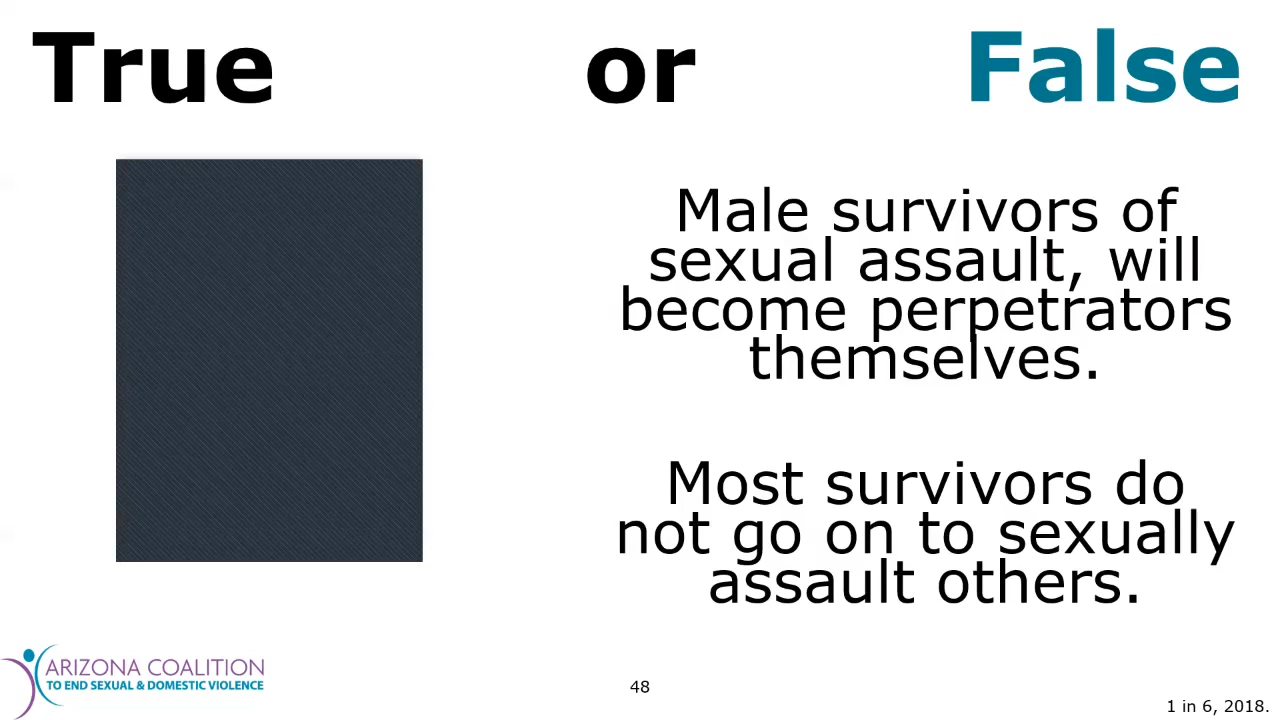 True or False
Male survivors of
sexual assault, will
become perpetrators
themselves.
Most survivors do
not go on to sexually
assault others.
ARIZONA COALITION
TO END SEXUAL & DOMESTIC VIOLENCE
48
1 in 6, 2018.